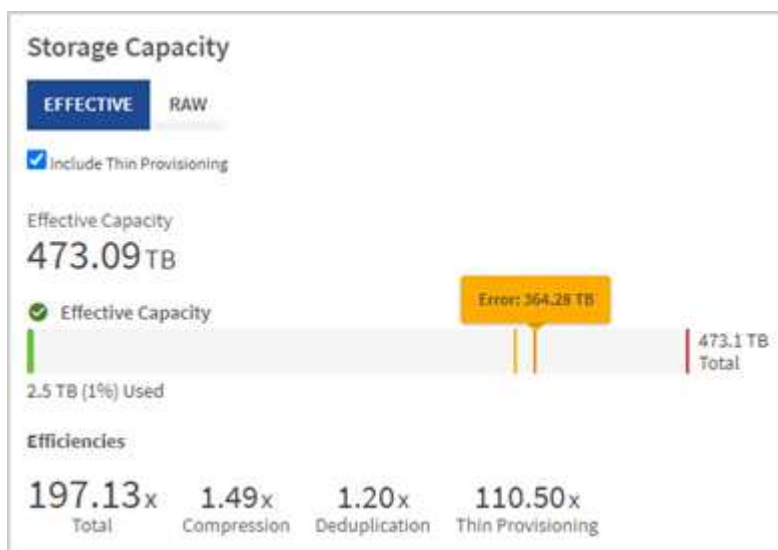 Storage Capacity
EFFECTIVE RAW
Include Thin Provisioning
Effective Capacity
473.09 TB
Error: 364.28 TB
Effective Capacity
473.1 TB
Total
2.5 TB (1%) Used
Efficiencies
197.13x 1.49x 1.20x 110.50x
Total Compression Deduplication Thin Provisioning